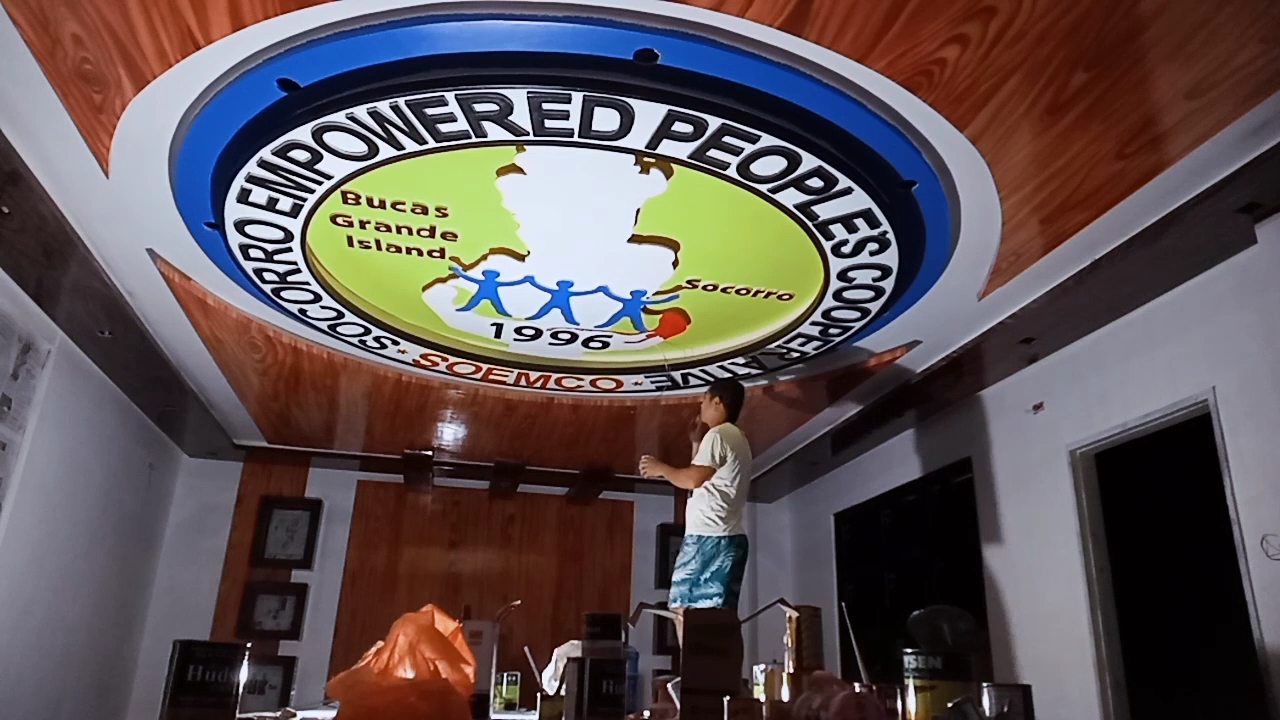 SOCORRO EMPOWERED PEOPLE'S COOPERATIVE
Bucas
Grande
Island
Socorro
1996
SOEMCO